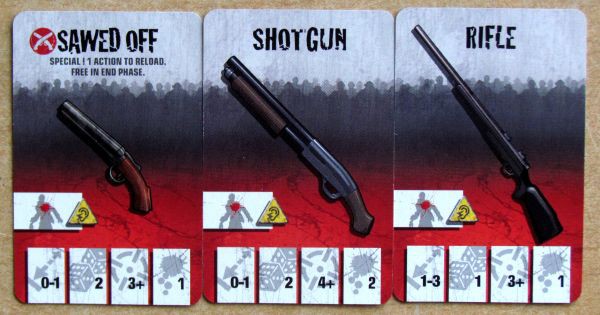 SAWED OFF
SPECIAL! 1 ACTION TO RELOAD.
FREE IN END PHASE.
0-1 2 3+ 1
SHOTGUN
0-1 2 4+ 2
RIFLE
1-3 1 3+ 1